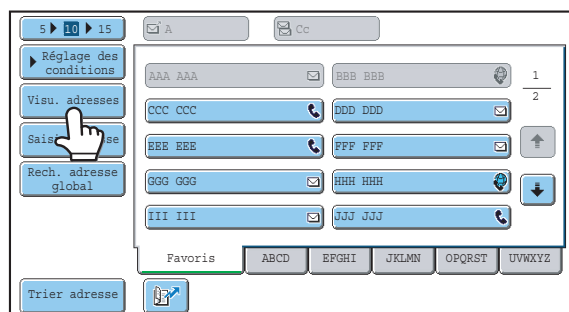 5 10 15
À
Cc
Réglage des
conditions
AAA AAA
BBB BBB
1
2
Visu. adresses
CCC CCC
DDD DDD
EEE EEE
FFF FFF
Rech. adresse
global
GGG GGG
HHH HHH
III III
JJJ JJJ
Favoris
ABCD
EFGHI
JKLMN
OPQRST
UVWXYZ
Trier adresse